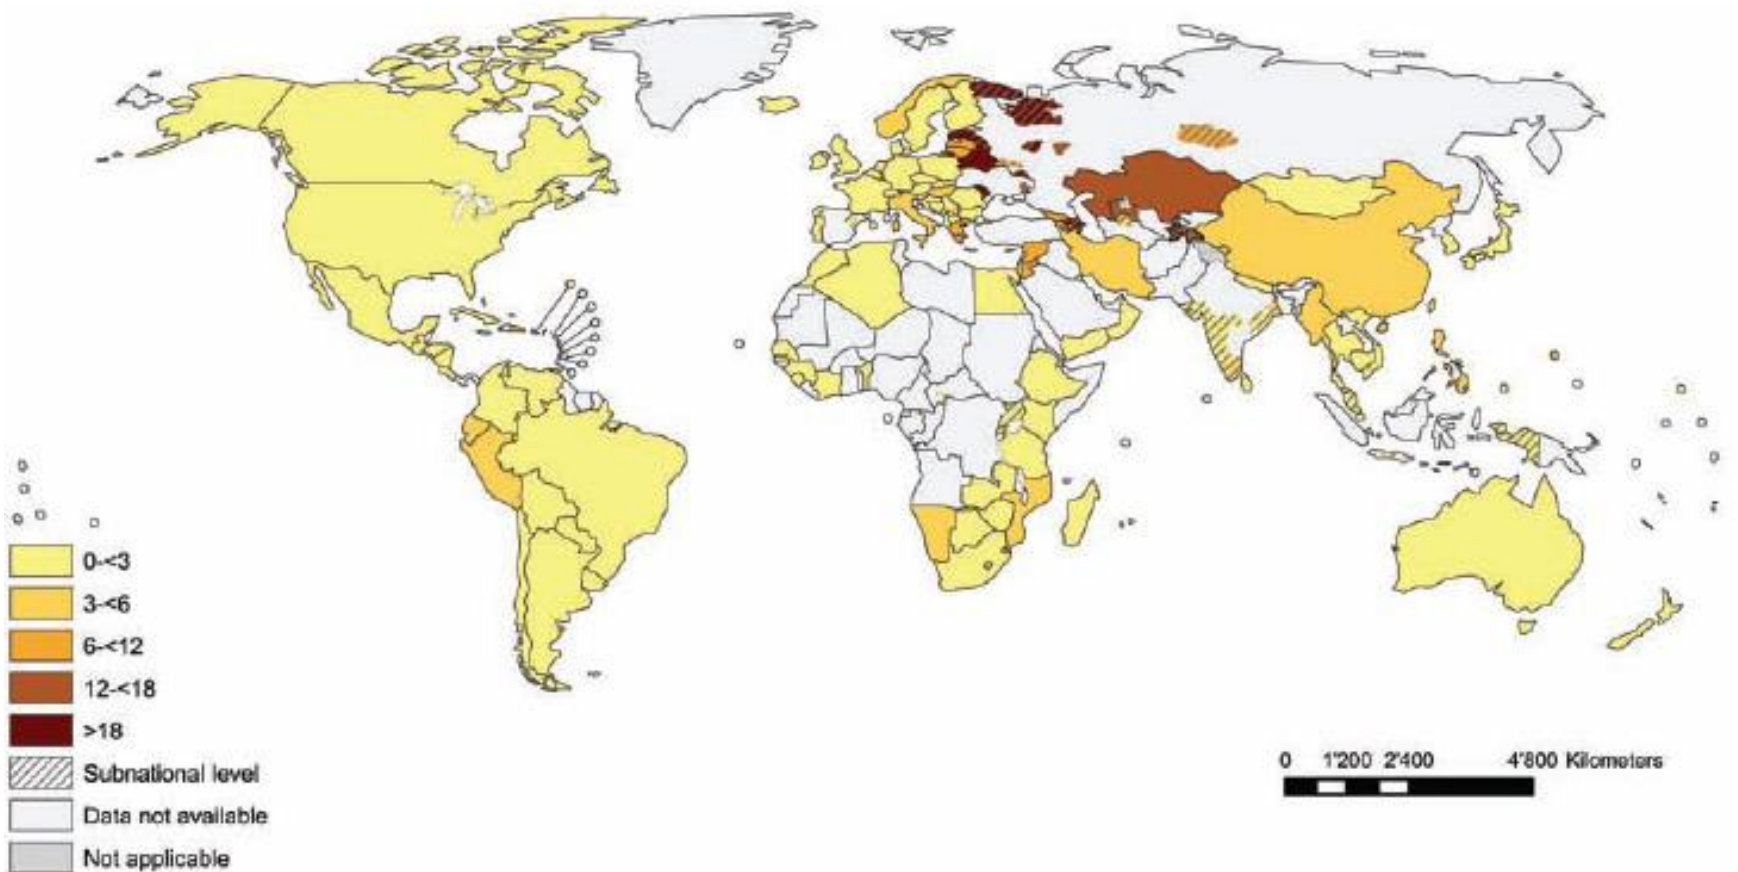 0-<3
3-<6
6-<12
12-<18
>18
Subnational level
Data not available
Not applicable
0 1'200 2'400 4'800 Kilometers